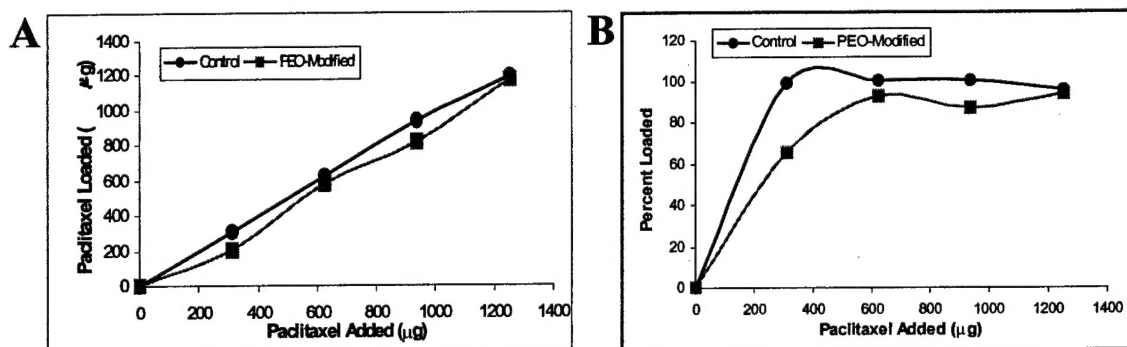 A
Control PEO-Modified
1400
1200
1000
800
600
400
200
0
Paclitaxel Loaded ( µg)
0 200 400 600 800 1000 1200 1400
Paclitaxel Added (µg)
B
Control PEO-Modified
120
100
80
60
40
20
0
Percent Loaded
0 200 400 600 800 1000 1200 1400
Paclitaxel Added (µg)